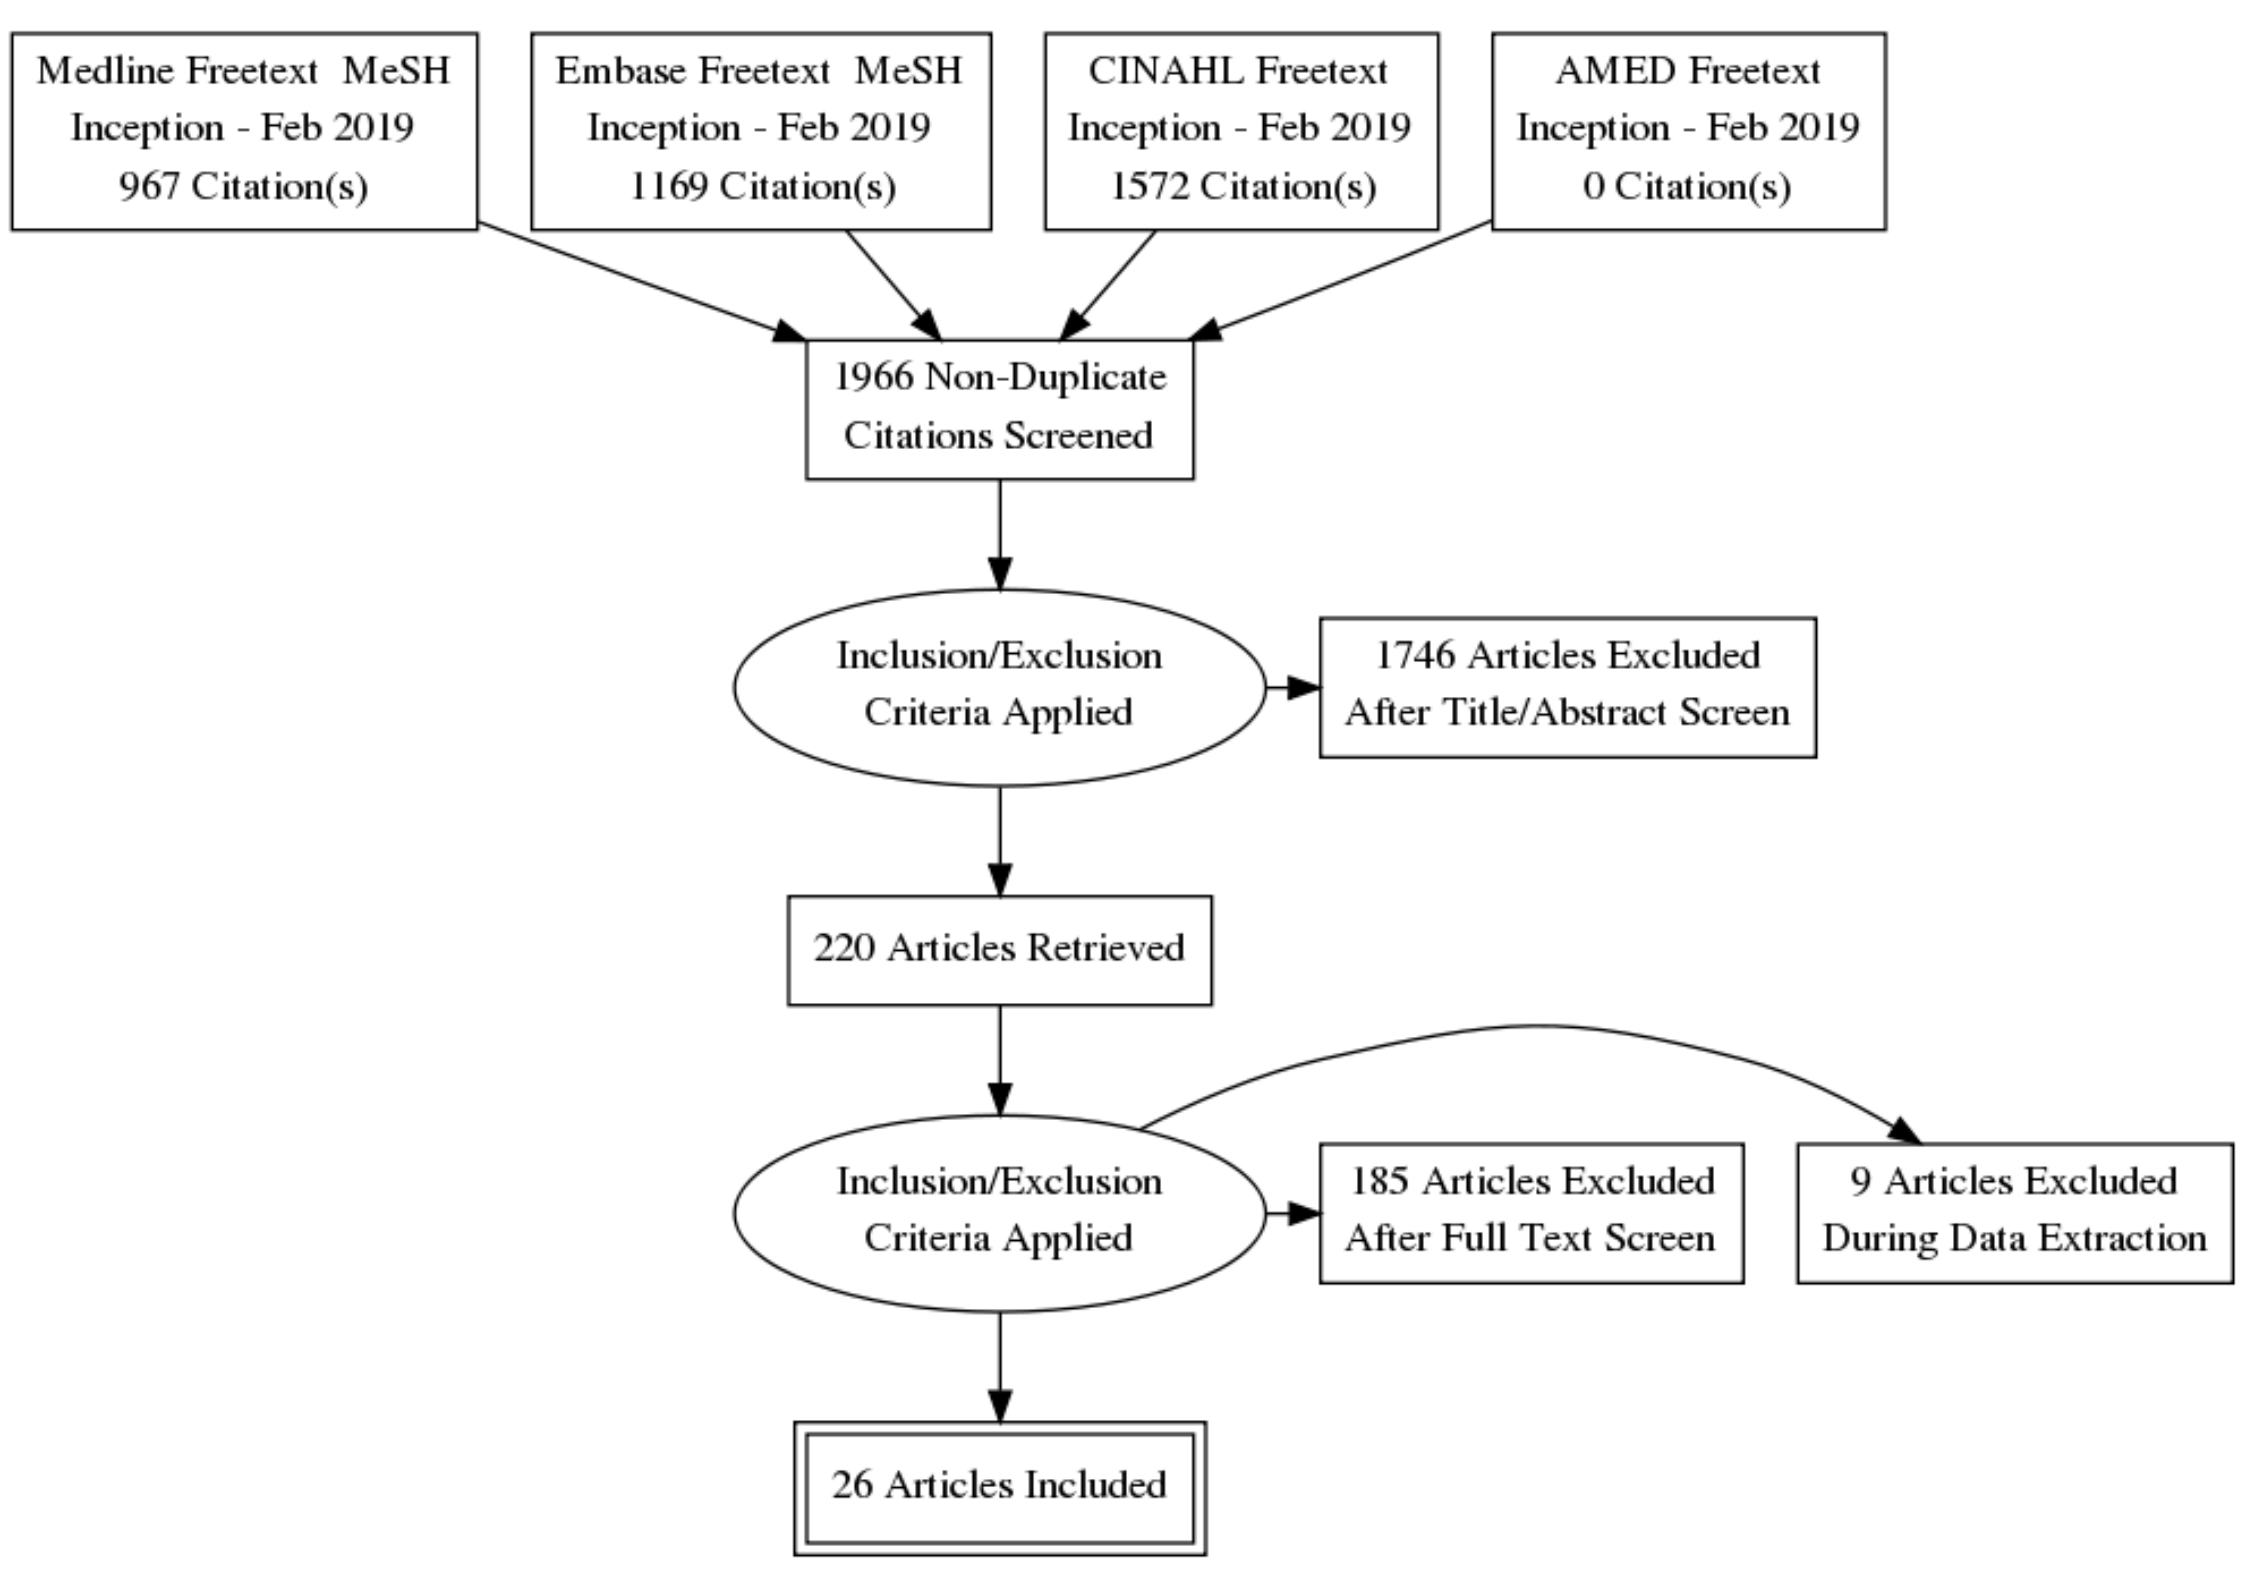 Medline Freetext  MeSH
Inception - Feb 2019
967 Citation(s)
Embase Freetext  MeSH
Inception - Feb 2019
1169 Citation(s)
CINAHL Freetext
Inception - Feb 2019
1572 Citation(s)
AMED Freetext
Inception - Feb 2019
0 Citation(s)
1966 Non-Duplicate
Citations Screened
Inclusion/Exclusion
Criteria Applied
1746 Articles Excluded
After Title/Abstract Screen
220 Articles Retrieved
Inclusion/Exclusion
Criteria Applied
185 Articles Excluded
After Full Text Screen
9 Articles Excluded
During Data Extraction
26 Articles Included